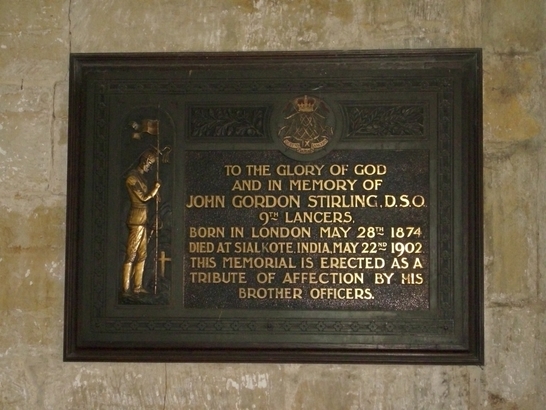 TO THE GLORY OF GOD
AND IN MEMORY OF
JOHN GORDON STIRLING, D.S.O.
9TH LANCERS,
BORN IN LONDON MAY 28TH 1874.
DIED AT SIALKOTE, INDIA, MAY 22ND 1902.
THIS MEMORIAL IS ERECTED AS A
TRIBUTE OF AFFECTION BY HIS
BROTHER OFFICERS.